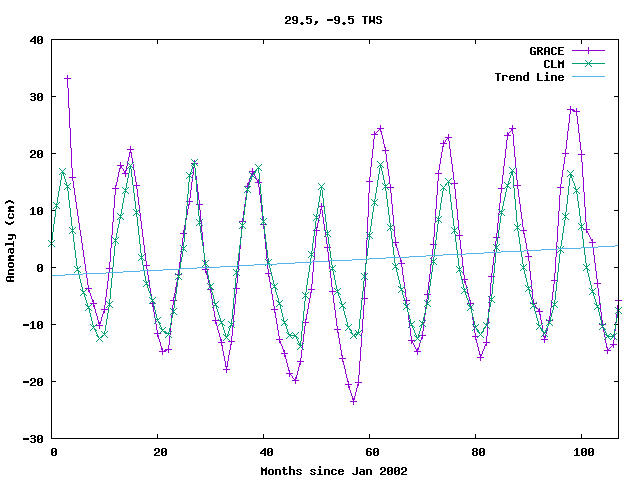 29.5, -9.5 TWS
40
30
20
10
0
-10
-20
-30
Anomaly (cm)
GRACE
CLM
Trend Line
0 20 40 60 80 100
Months since Jan 2002